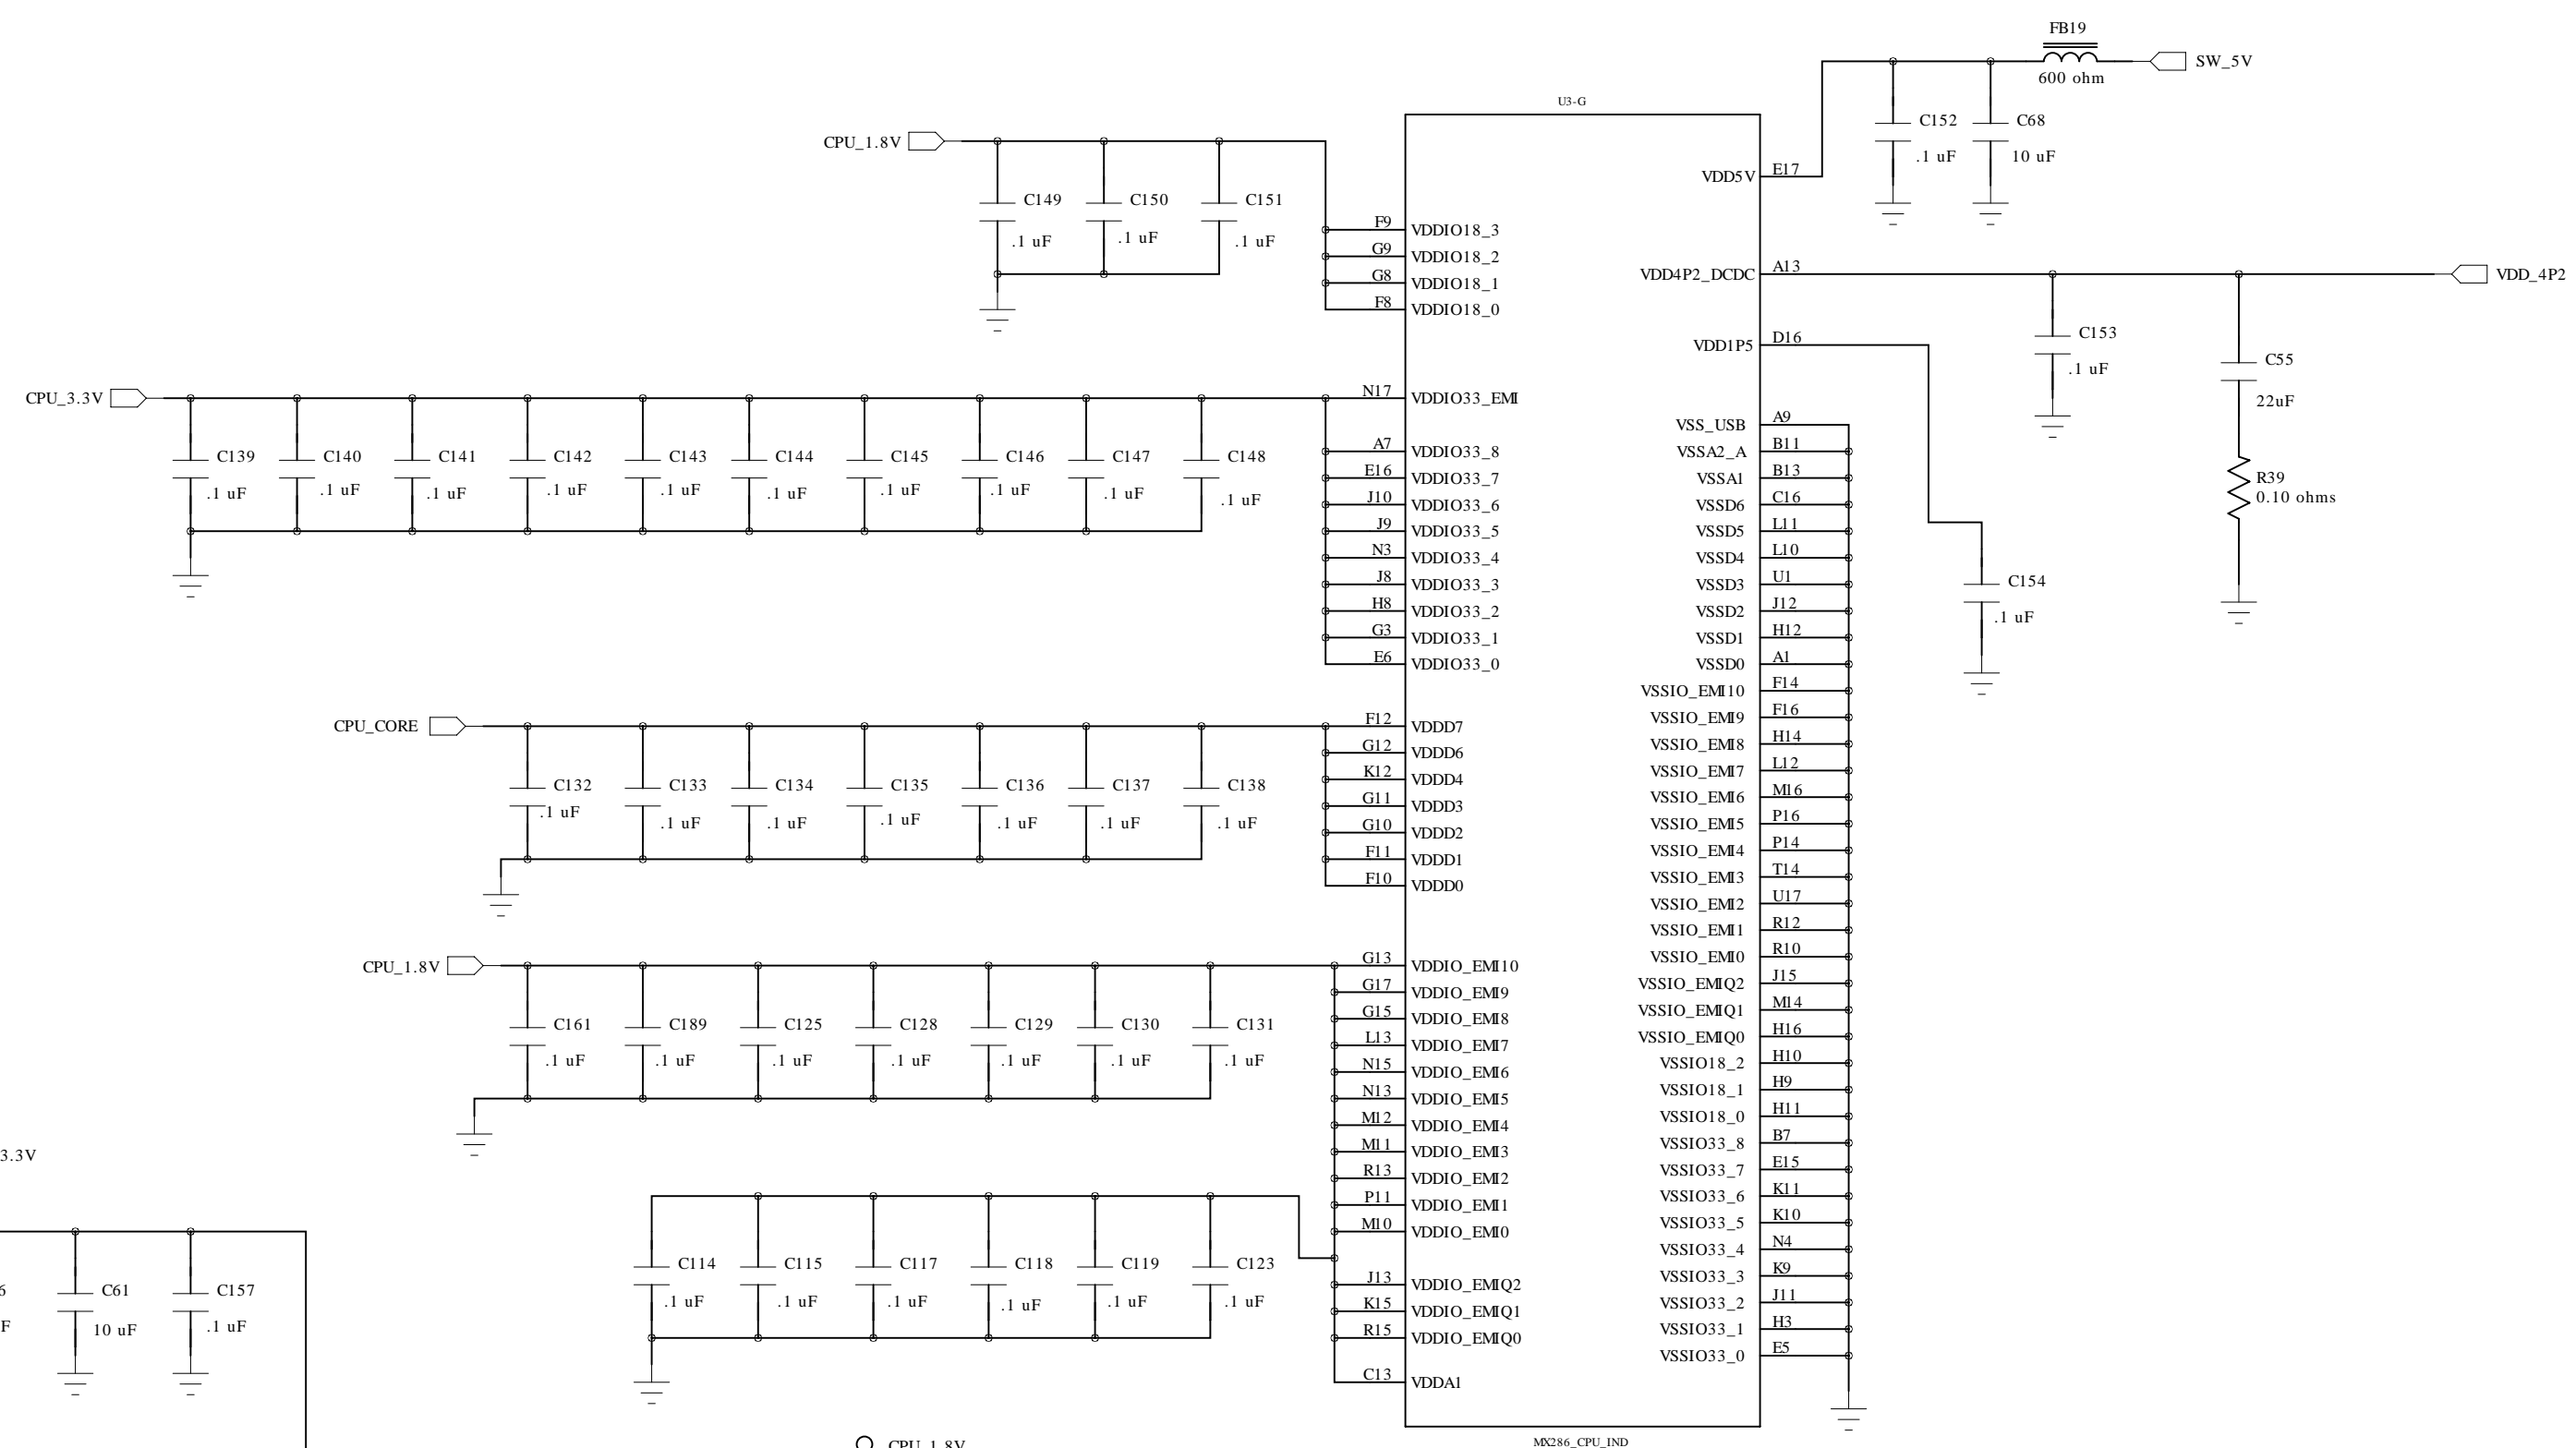 FB19
600 ohm
SW_5V
U3-G
CPU_1.8V
C149
.1 uF
C150
.1 uF
C151
.1 uF
C152
.1 uF
C68
10 uF
VDD5V E17
F9 VDDIO18_3
G9 VDDIO18_2
G8 VDDIO18_1
F8 VDDIO18_0
VDD4P2_DCDC A13
VDD_4P2
VDD1P5 D16
C153
.1 uF
C55
22uF
R39
0.10 ohms
C154
.1 uF
CPU_3.3V
C139
.1 uF
C140
.1 uF
C141
.1 uF
C142
.1 uF
C143
.1 uF
C144
.1 uF
C145
.1 uF
C146
.1 uF
C147
.1 uF
C148
.1 uF
N17 VDDIO33_EMI
A7 VDDIO33_8
E16 VDDIO33_7
J10 VDDIO33_6
J9 VDDIO33_5
N3 VDDIO33_4
J8 VDDIO33_3
H8 VDDIO33_2
G3 VDDIO33_1
E6 VDDIO33_0
CPU_CORE
C132
.1 uF
C133
.1 uF
C134
.1 uF
C135
.1 uF
C136
.1 uF
C137
.1 uF
C138
.1 uF
F12 VDDD7
G12 VDDD6
K12 VDDD4
G11 VDDD3
G10 VDDD2
F11 VDDD1
F10 VDDD0
CPU_1.8V
C161
.1 uF
C189
.1 uF
C125
.1 uF
C128
.1 uF
C129
.1 uF
C130
.1 uF
C131
.1 uF
G13 VDDIO_EMI10
G17 VDDIO_EMI9
G15 VDDIO_EMI8
L13 VDDIO_EMI7
N15 VDDIO_EMI6
N13 VDDIO_EMI5
M12 VDDIO_EMI4
M11 VDDIO_EMI3
R13 VDDIO_EMI2
P11 VDDIO_EMI1
M10 VDDIO_EMI0
C114
.1 uF
C115
.1 uF
C117
.1 uF
C118
.1 uF
C119
.1 uF
C123
.1 uF
J13 VDDIO_EMIQ2
K15 VDDIO_EMIQ1
R15 VDDIO_EMIQ0
C13 VDDA1
VSS_USB A9
VSSA2_A B11
VSSA1 B13
VSSD6 C16
VSSD5 L11
VSSD4 L10
VSSD3 U1
VSSD2 J12
VSSD1 H12
VSSD0 A1
VSSIO_EMI10 F14
VSSIO_EMI9 F16
VSSIO_EMI8 H14
VSSIO_EMI7 L12
VSSIO_EMI6 M16
VSSIO_EMI5 P16
VSSIO_EMI4 P14
VSSIO_EMI3 T14
VSSIO_EMI2 U17
VSSIO_EMI1 R12
VSSIO_EMI0 R10
VSSIO_EMIQ2 J15
VSSIO_EMIQ1 M14
VSSIO_EMIQ0 H16
VSSIO18_2 H10
VSSIO18_1 H9
VSSIO18_0 H11
VSSIO33_8 B7
VSSIO33_7 E15
VSSIO33_6 K11
VSSIO33_5 K10
VSSIO33_4 N4
VSSIO33_3 K9
VSSIO33_2 J11
VSSIO33_1 H3
VSSIO33_0 E5
3.3V
6
F
C61
10 uF
C157
.1 uF
CPU_1.8V
MX286_CPU_IND